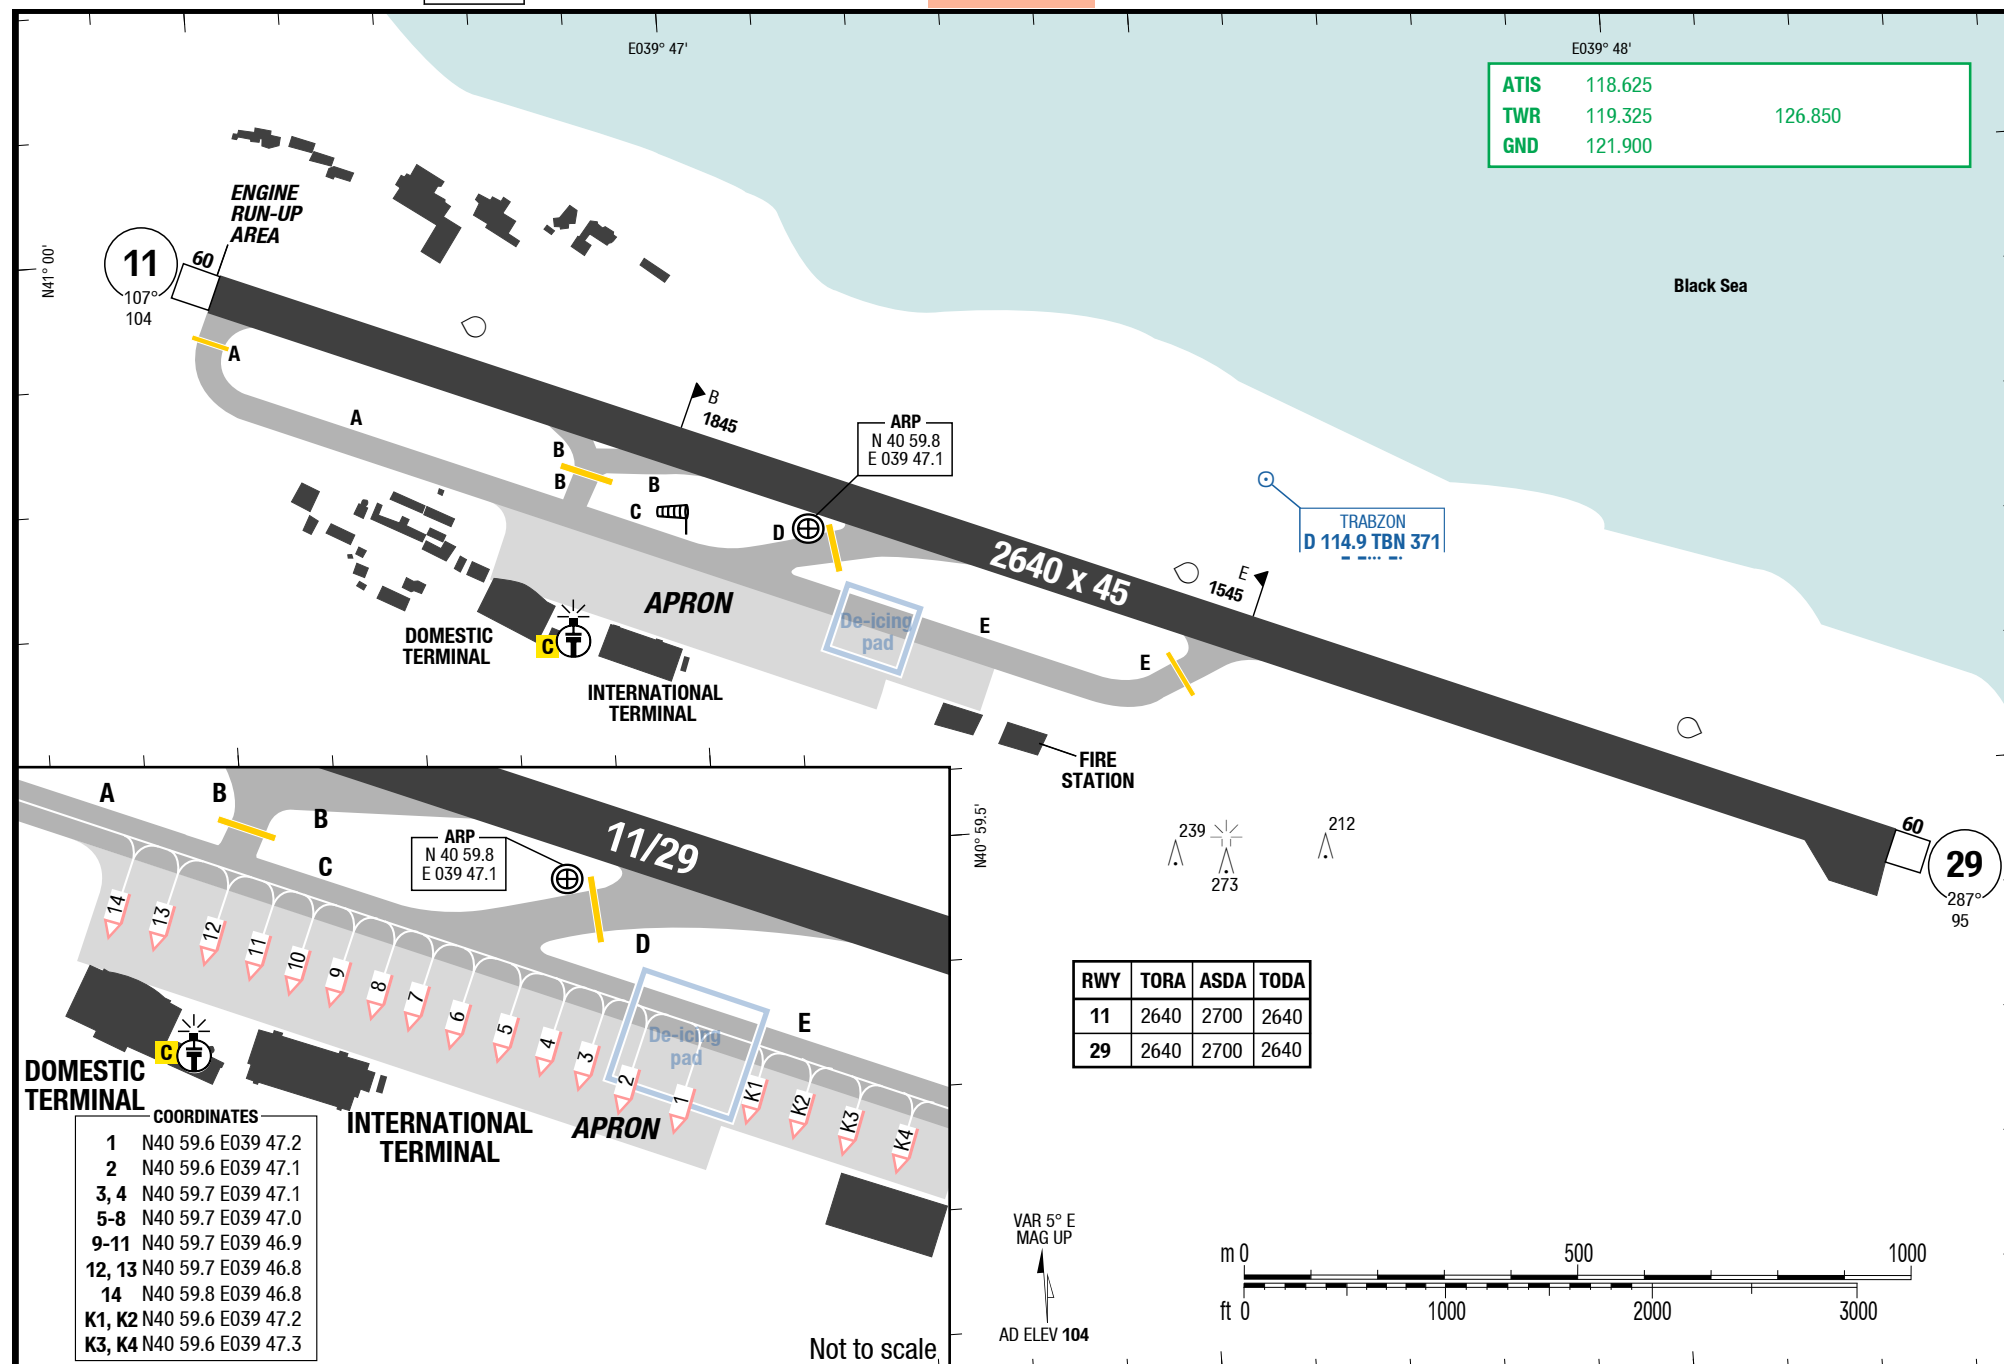 E039° 47'
E039° 48'
ATIS 118.625
TWR 119.325 126.850
GND 121.900
ENGINE
RUN-UP
AREA
N41° 00'
11
60
107°
104
Black Sea
A
A
B
1845
ARP
N 40 59.8
E 039 47.1
B
B
B
C
D
TRABZON
D 114.9 TBN 371
2640 x 45
E
1545
APRON
De-icing
pad
E
E
DOMESTIC
TERMINAL
C
INTERNATIONAL
TERMINAL
FIRE
STATION
60
29
287°
95
239
212
273
N40° 59.5'
A
B
B
C
ARP
N 40 59.8
E 039 47.1
11/29
D
E
14
13
12
11
10
9
8
7
6
5
4
3
2
1
K1
K2
K3
K4
De-icing
pad
C
DOMESTIC
TERMINAL
INTERNATIONAL
TERMINAL
APRON
COORDINATES
1 N40 59.6 E039 47.2
2 N40 59.6 E039 47.1
3, 4 N40 59.7 E039 47.1
5-8 N40 59.7 E039 47.0
9-11 N40 59.7 E039 46.9
12, 13 N40 59.7 E039 46.8
14 N40 59.8 E039 46.8
K1, K2 N40 59.6 E039 47.2
K3, K4 N40 59.6 E039 47.3
Not to scale
RWY TORA ASDA TODA
11 2640 2700 2640
29 2640 2700 2640
VAR 5° E
MAG UP
AD ELEV 104
m 0 500 1000
ft 0 1000 2000 3000